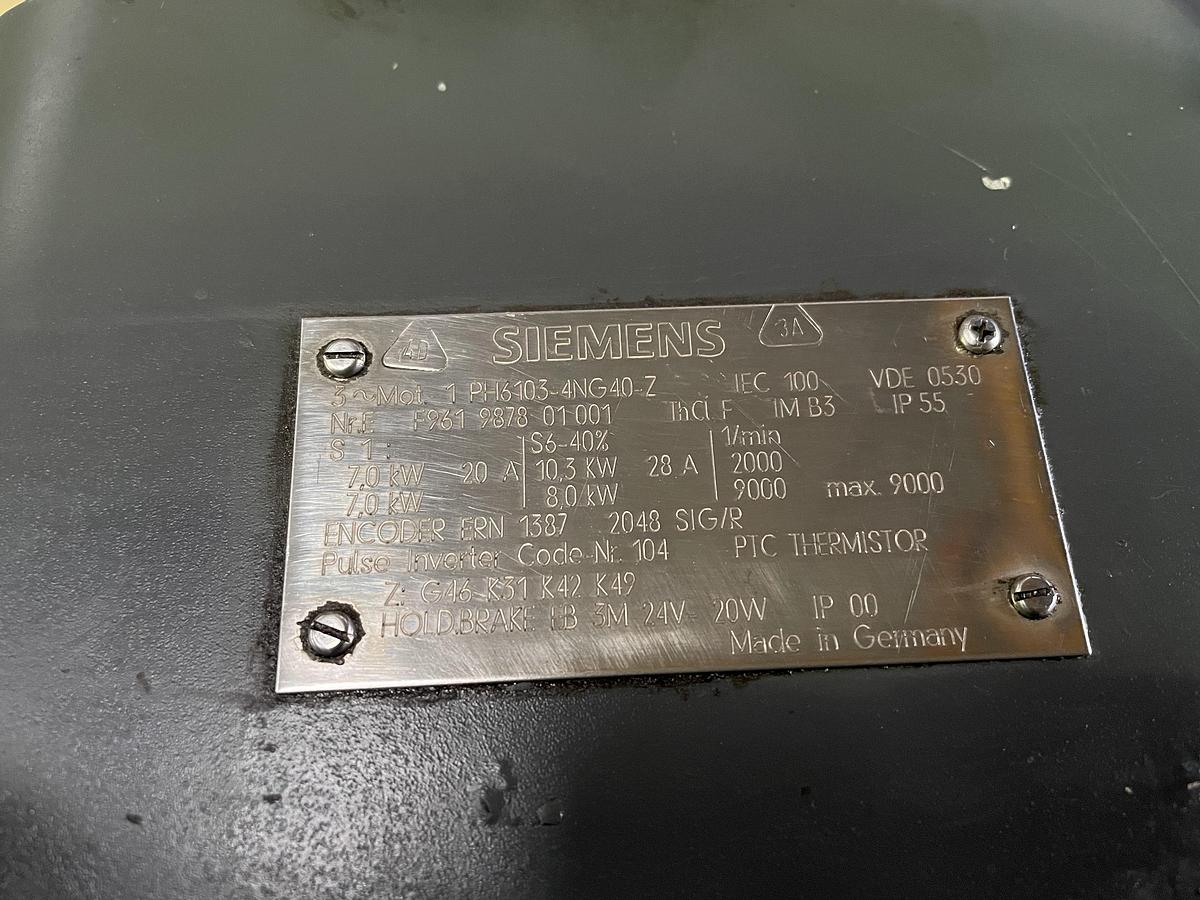 4D SIEMENS 3A
3~Mot. 1 PH6103-4NG40-Z IEC 100 VDE 0530
Nr.E F961 9878 01 001 Th.Cl. F IM B3 IP 55
S 1: S6-40% 1/min
7,0 kW 20 A 10,3 KW 28 A 2000
7,0 kW 8,0 kW 9000 max. 9000
ENCODER ERN 1387 2048 SIG/R
Pulse Inverter Code-Nr. 104 PTC THERMISTOR
Z: G46 K31 K42 K49
HOLD.BRAKE EB 3M 24V- 20W IP 00
Made in Germany